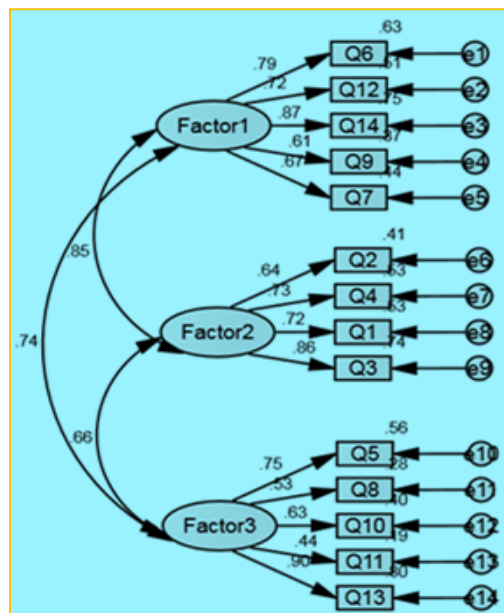 .63
Q6 e1
.79 .51
.72 Q12 e2
.75
Factor1 .87 Q14 e3
.61 .37
Q9 e4
.67 .44
Q7 e5
.85
.41
Q2 e6
.64 .53
.73 Q4 e7
.53
.74 Factor2 .72 Q1 e8
.86 .74
Q3 e9
.66
.56
Q5 e10
.75 .28
.53 Q8 e11
.40
Factor3 .63 Q10 e12
.44 .19
Q11 e13
.90 .80
Q13 e14